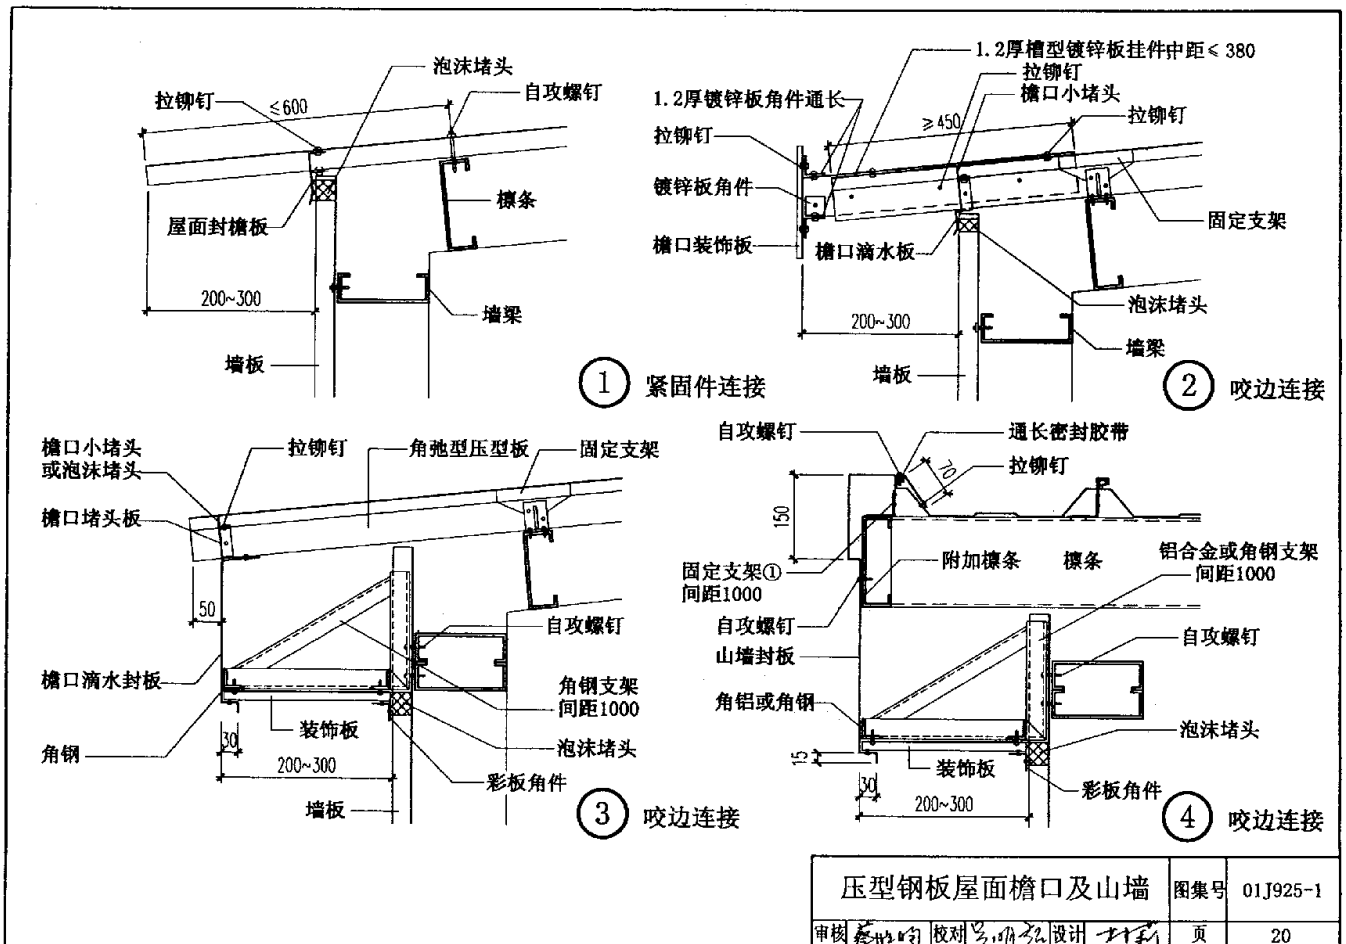 泡沫堵头
拉铆钉
≤600
自攻螺钉
檩条
屋面封檐板
200~300
墙梁
墙板
1 紧固件连接
1.2厚槽型镀锌板挂件中距≤380
拉铆钉
1.2厚镀锌板角件通长
檐口小堵头
拉铆钉
≥450
拉铆钉
镀锌板角件
固定支架
檐口装饰板
檐口滴水板
泡沫堵头
200~300
墙梁
墙板
2 咬边连接
檐口小堵头
或泡沫堵头
拉铆钉
角弛型压型板
固定支架
檐口堵头板
50
自攻螺钉
檐口滴水封板
角钢支架
间距1000
装饰板
30
角钢
泡沫堵头
200~300
彩板角件
墙板
3 咬边连接
自攻螺钉
通长密封胶带
拉铆钉
70
150
固定支架①
间距1000
附加檩条
檩条
铝合金或角钢支架
间距1000
自攻螺钉
山墙封板
自攻螺钉
角铝或角钢
泡沫堵头
15
装饰板
30
彩板角件
200~300
4 咬边连接
压型钢板屋面檐口及山墙
图集号
01J925-1
审核
校对
设计
页
20